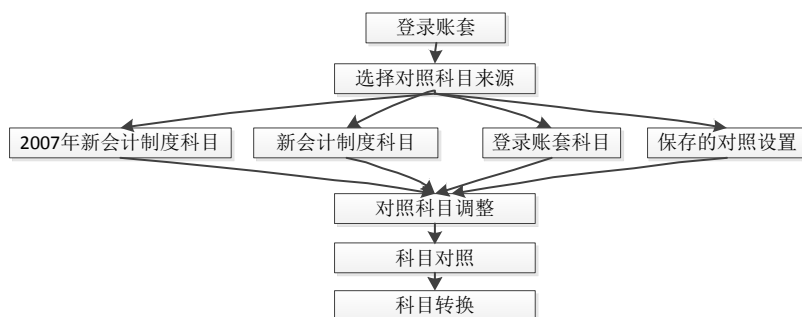 登录账套
选择对照科目来源
2007年新会计制度科目
新会计制度科目
登录账套科目
保存的对照设置
对照科目调整
科目对照
科目转换